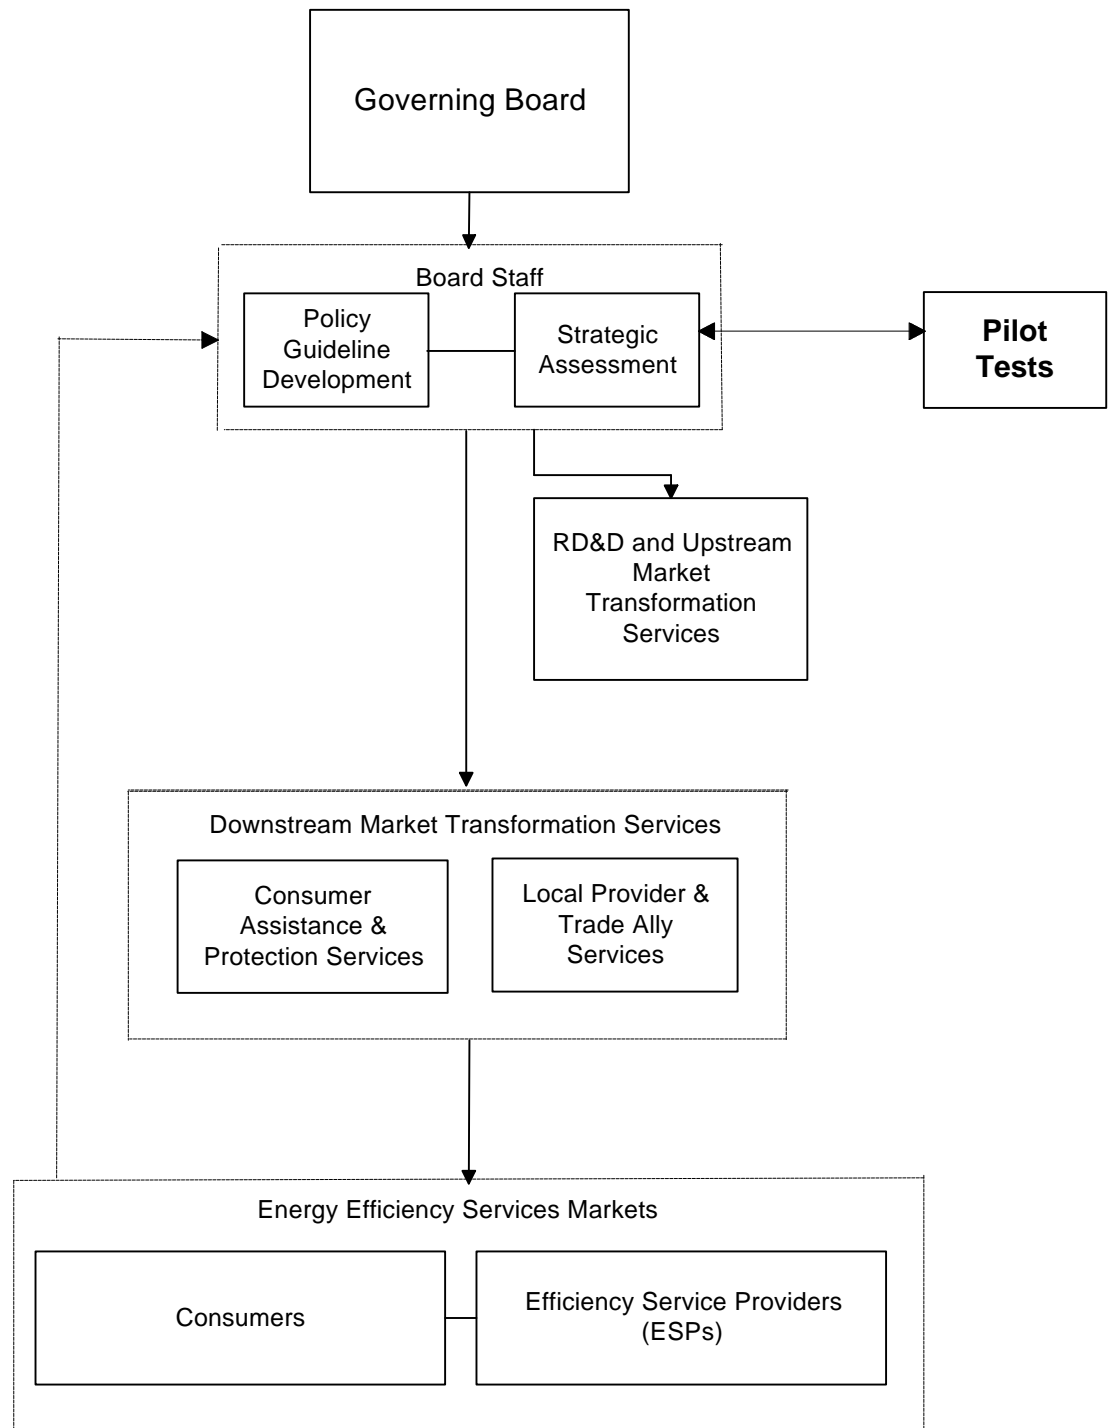 Governing Board
Board Staff
Policy
Guideline
Development
Strategic
Assessment
Pilot
Tests
RD&D and Upstream
Market
Transformation
Services
Downstream Market Transformation Services
Consumer
Assistance &
Protection Services
Local Provider &
Trade Ally
Services
Energy Efficiency Services Markets
Consumers
Efficiency Service Providers
(ESPs)